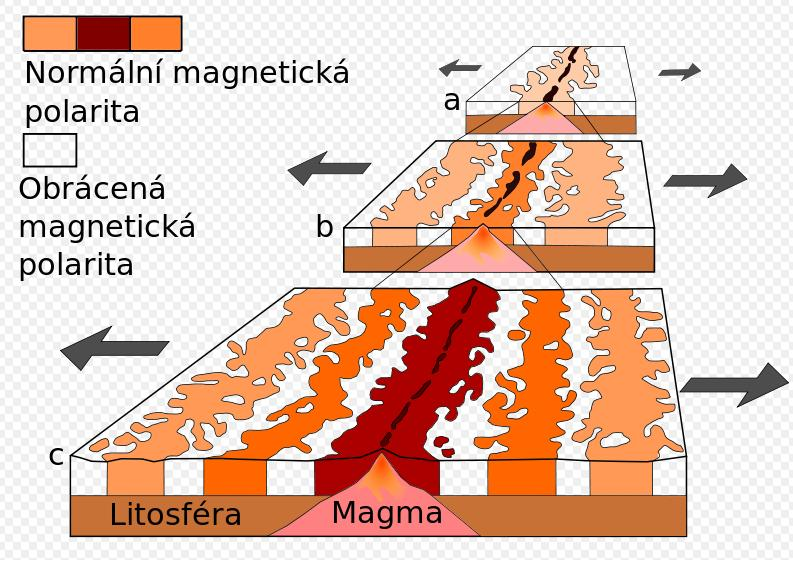 Normální magnetická
polarita
Obrácená
magnetická
polarita
a
b
c
Litosféra
Magma